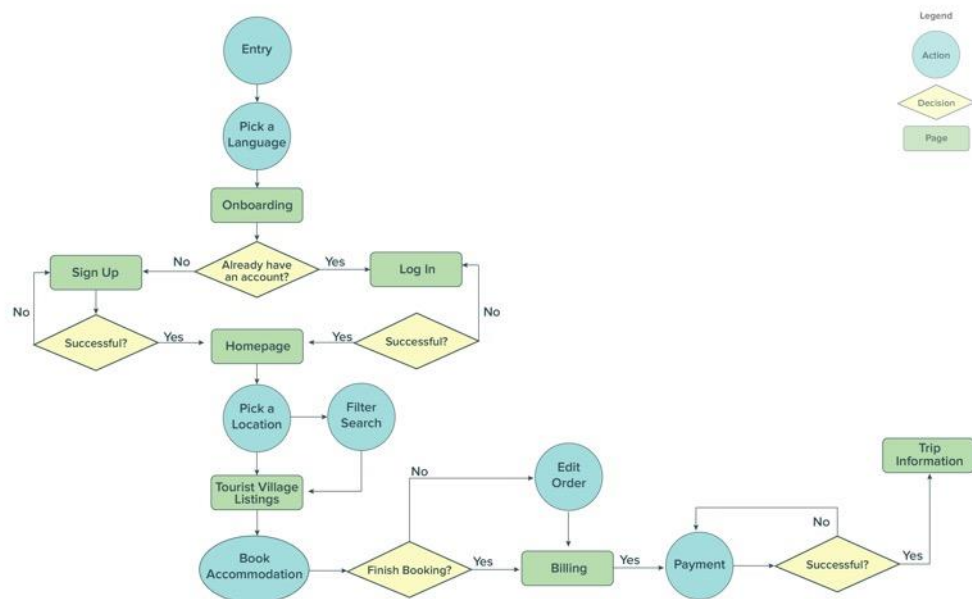 Legend
Action
Decision
Page
Entry
Pick a
Language
Onboarding
Already have
an account?
No
Yes
Sign Up
Log In
No
No
Successful?
Yes
Homepage
Yes
Successful?
Pick a
Location
Filter
Search
Tourist Village
Listings
Book
Accommodation
Finish Booking?
No
Edit
Order
Yes
Billing
Yes
Payment
No
Successful?
Yes
Trip
Information